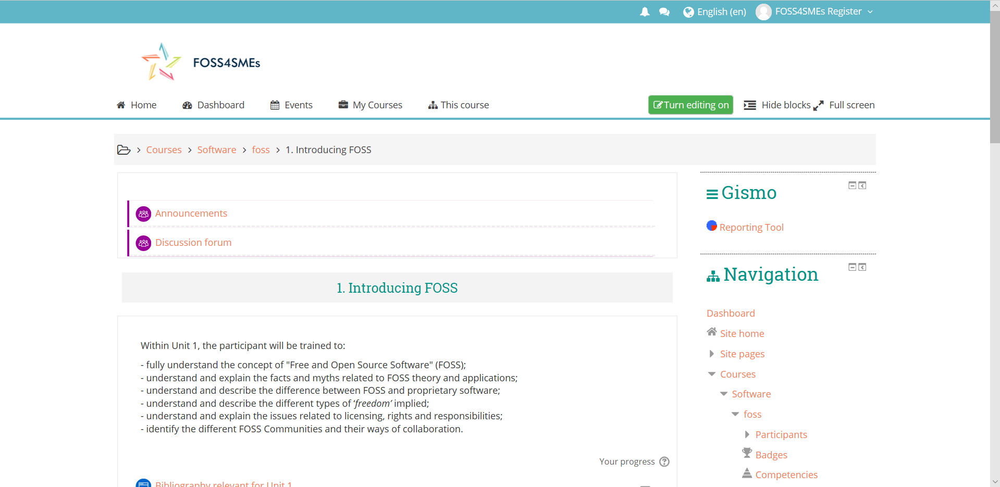 English (en)
FOSS4SMEs Register
FOSS4SMEs
Home
Dashboard
Events
My Courses
This course
Turn editing on
Hide blocks
Full screen
Courses
Software
foss
1. Introducing FOSS
Announcements
Discussion forum
1. Introducing FOSS
Within Unit 1, the participant will be trained to:
- fully understand the concept of "Free and Open Source Software" (FOSS);
- understand and explain the facts and myths related to FOSS theory and applications;
- understand and describe the difference between FOSS and proprietary software;
- understand and describe the different types of ‘freedom’ implied;
- understand and explain the issues related to licensing, rights and responsibilities;
- identify the different FOSS Communities and their ways of collaboration.
Your progress
Bibliography relevant for Unit 1
Gismo
Reporting Tool
Navigation
Dashboard
Site home
Site pages
Courses
Software
foss
Participants
Badges
Competencies